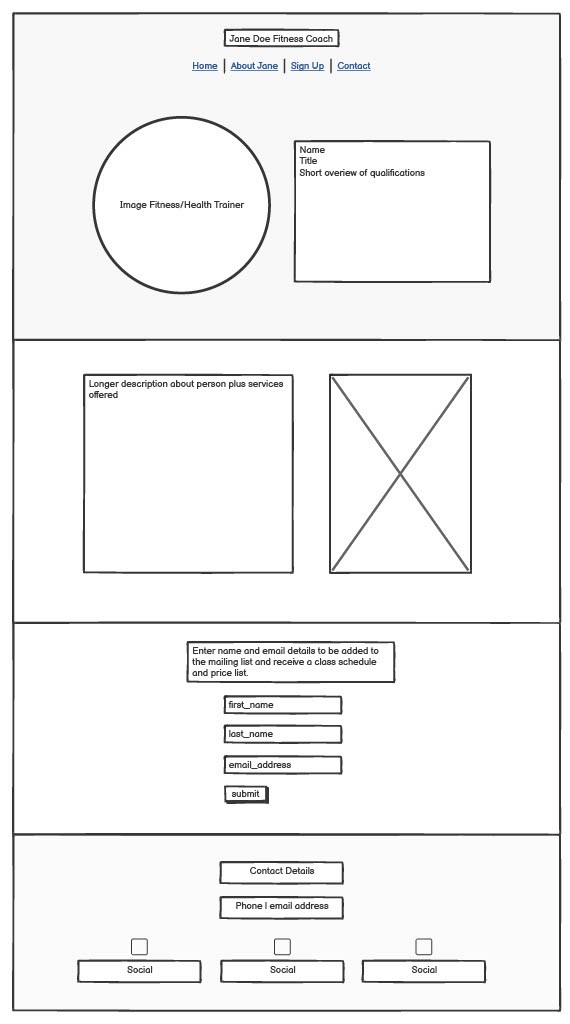 Jane Doe Fitness Coach
Home | About Jane | Sign Up | Contact
Image Fitness/Health Trainer
Name
Title
Short overiew of qualifications
Longer description about person plus services
offered
Enter name and email details to be added to
the mailing list and receive a class schedule
and price list.
first_name
last_name
email_address
submit
Contact Details
Phone | email address
Social
Social
Social